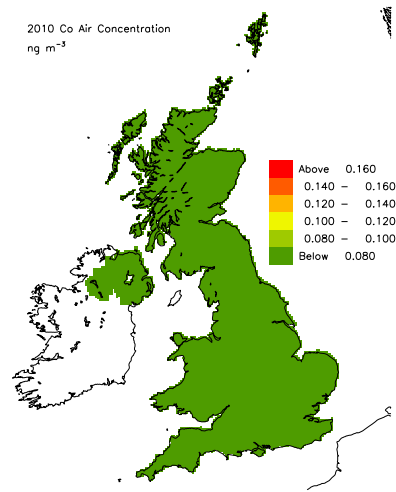 2010 Co Air Concentration
ng m⁻³
Above 0.160
0.140 – 0.160
0.120 – 0.140
0.100 – 0.120
0.080 – 0.100
Below 0.080